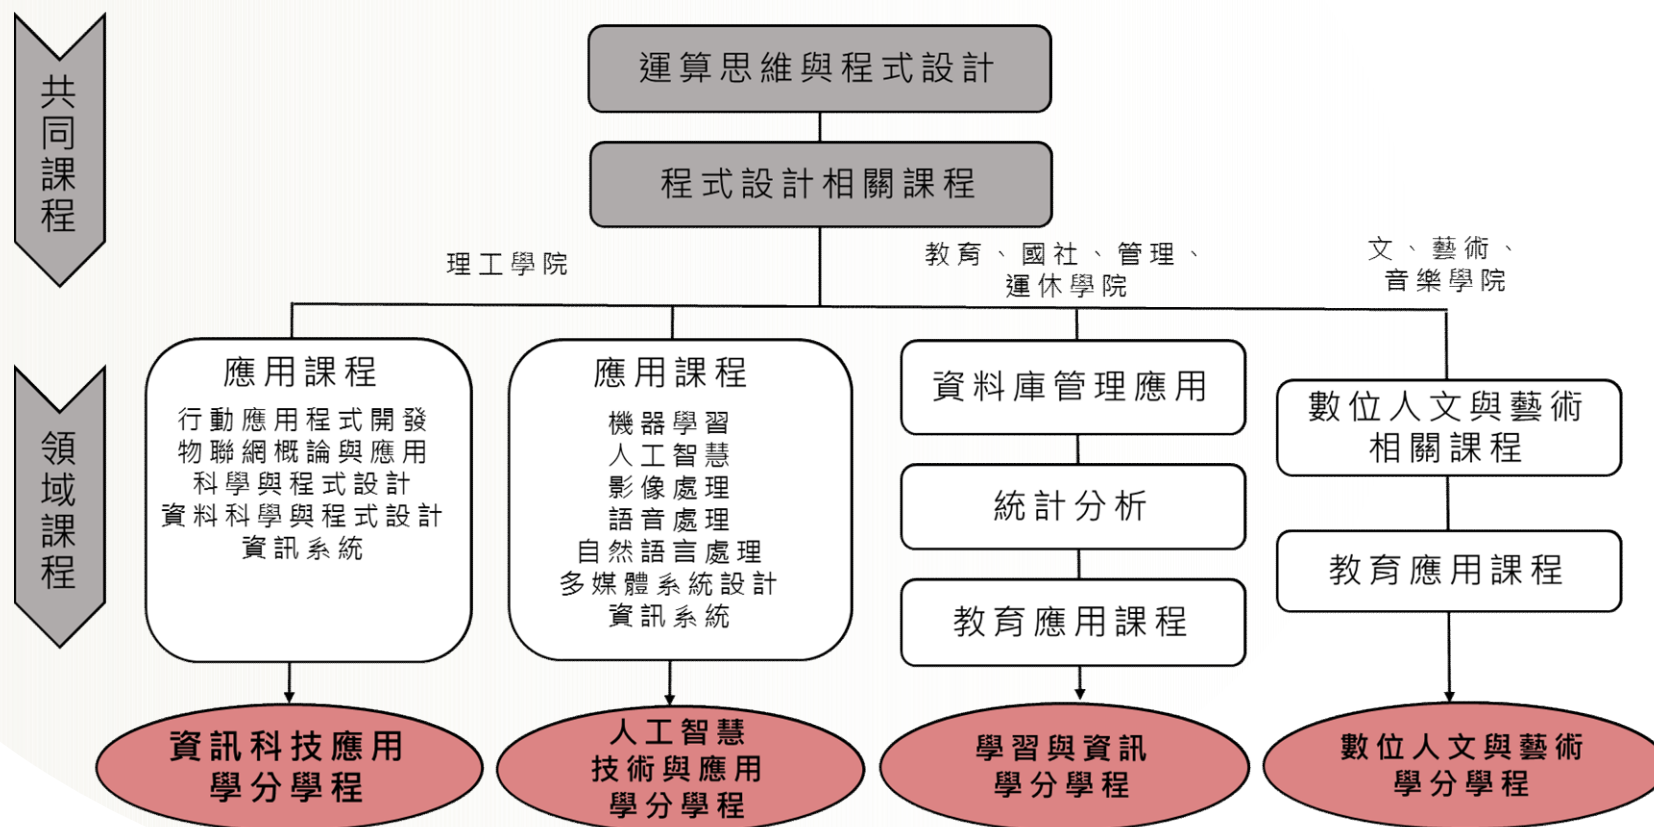 共同課程
運算思維與程式設計
程式設計相關課程
理工學院
教育、國社、管理、
運休學院
文、藝術、
音樂學院
領域課程
應用課程
行動應用程式開發
物聯網概論與應用
科學與程式設計
資料科學與程式設計
資訊系統
應用課程
機器學習
人工智慧
影像處理
語音處理
自然語言處理
多媒體系統設計
資訊系統
資料庫管理應用
統計分析
教育應用課程
數位人文與藝術
相關課程
教育應用課程
資訊科技應用
學分學程
人工智慧
技術與應用
學分學程
學習與資訊
學分學程
數位人文與藝術
學分學程